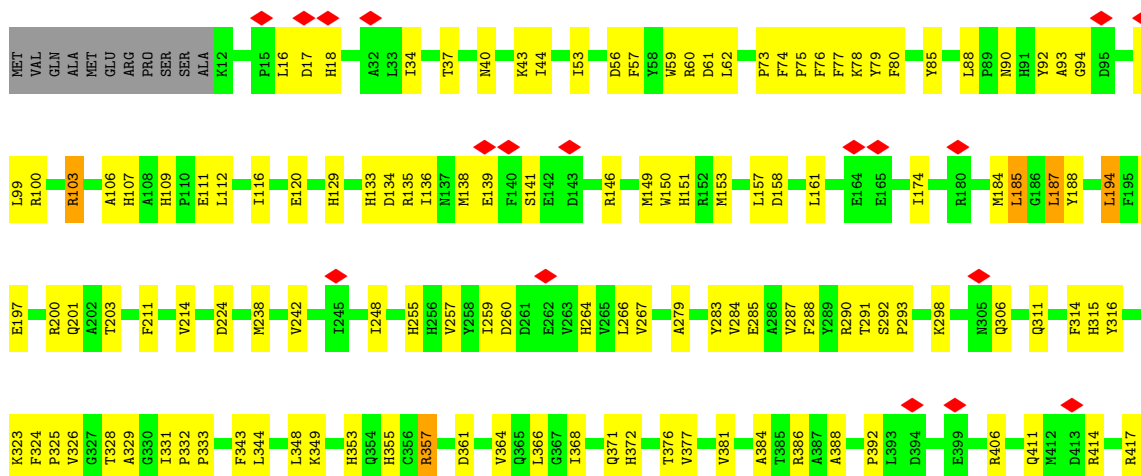 MET VAL GLN ALA MET GLU ARG PRO SER SER ALA K12 P15 L16 D17 H18 A32 L33 I34 T37 N40 K43 I44 I53 D56 F57 Y58 W59 R60 D61 L62 P73 F74 P75 F76 F77 K78 Y79 F80 Y85 L88 P89 N90 H91 Y92 A93 G94 D95
L99 R100 R103 A106 H107 A108 H109 P110 E111 L112 I116 E120 H129 H133 D134 R135 I136 N137 M138 E139 F140 S141 E142 D143 R146 M149 W150 H151 R152 M153 L157 D158 L161 E164 E165 I174 R180 M184 L185 G186 L187 Y188 L194 F195
E197 R200 Q201 A202 T203 F211 V214 D224 M238 V242 I245 I248 H255 H256 V257 Y258 I259 D260 D261 E262 V263 H264 V265 L266 V267 A279 Y283 V284 E285 A286 V287 F288 Y289 R290 T291 S292 P293 K298 N305 Q306 Q311 F314 H315 Y316
K323 F324 P325 V326 G327 T328 A329 G330 I331 P332 P333 F343 L344 L348 K349 H353 Q354 H355 C356 R357 D361 V364 Q365 L366 G367 I368 Q371 H372 T376 V377 V381 A384 T385 R386 A387 A388 P392 L393 D394 E399 R406 Q411 M412 D413 R414 R417